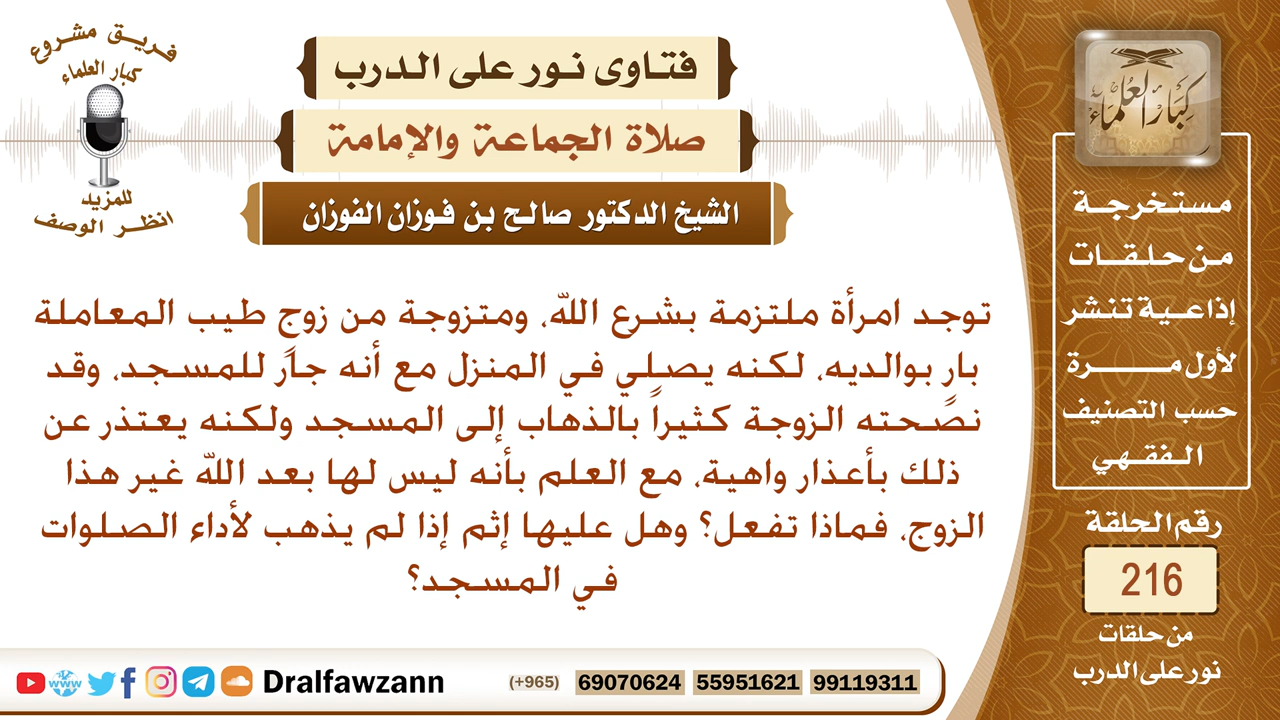 فريق مشروع
كبار العلماء
للمزيد
انظر الوصف
فتاوى نور على الدرب
صلاة الجماعة والإمامة
الشيخ الدكتور صالح بن فوزان الفوزان
توجد امرأة ملتزمة بشرع الله، ومتزوجة من زوجٍ طيب المعاملة
بارٍ بوالديه، لكنه يصلي في المنزل مع أنه جارٌ للمسجد، وقد
نصحته الزوجة كثيراً بالذهاب إلى المسجد ولكنه يعتذر عن
ذلك بأعذار واهية، مع العلم بأنه ليس لها بعد الله غير هذا
الزوج، فماذا تفعل؟ وهل عليها إثم إذا لم يذهب لأداء الصلوات
في المسجد؟
كبار العلماء
مستخرجة
من حلقات
إذاعية تنشر
لأول مرة
حسب التصنيف
الفقهي
رقم الحلقة
216
من حلقات
نور على الدرب
www Dralfawzann (+965) 69070624 55951621 99119311